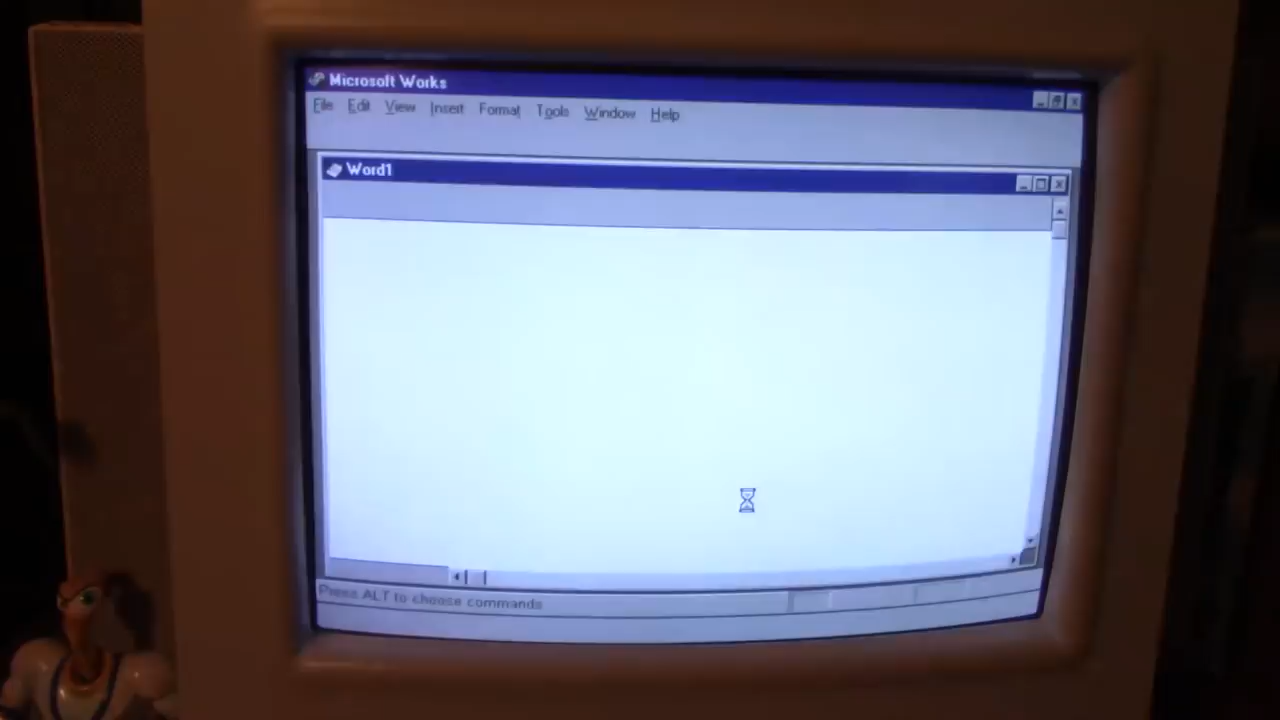 Microsoft Works
File Edit View Insert Format Tools Window Help
Word1
Press ALT to choose commands